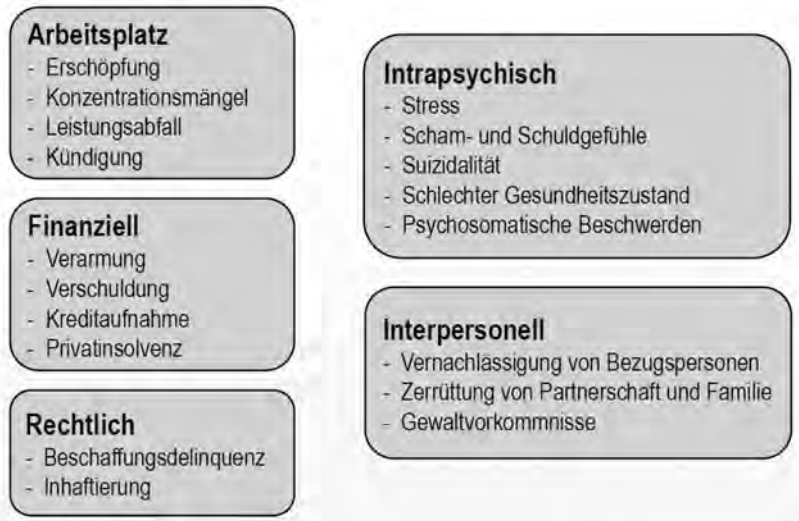 Arbeitsplatz
- Erschöpfung
- Konzentrationsmängel
- Leistungsabfall
- Kündigung
Finanziell
- Verarmung
- Verschuldung
- Kreditaufnahme
- Privatinsolvenz
Rechtlich
- Beschaffungsdelinquenz
- Inhaftierung
Intrapsychisch
- Stress
- Scham- und Schuldgefühle
- Suizidalität
- Schlechter Gesundheitszustand
- Psychosomatische Beschwerden
Interpersonell
- Vernachlässigung von Bezugspersonen
- Zerrüttung von Partnerschaft und Familie
- Gewaltvorkommnisse